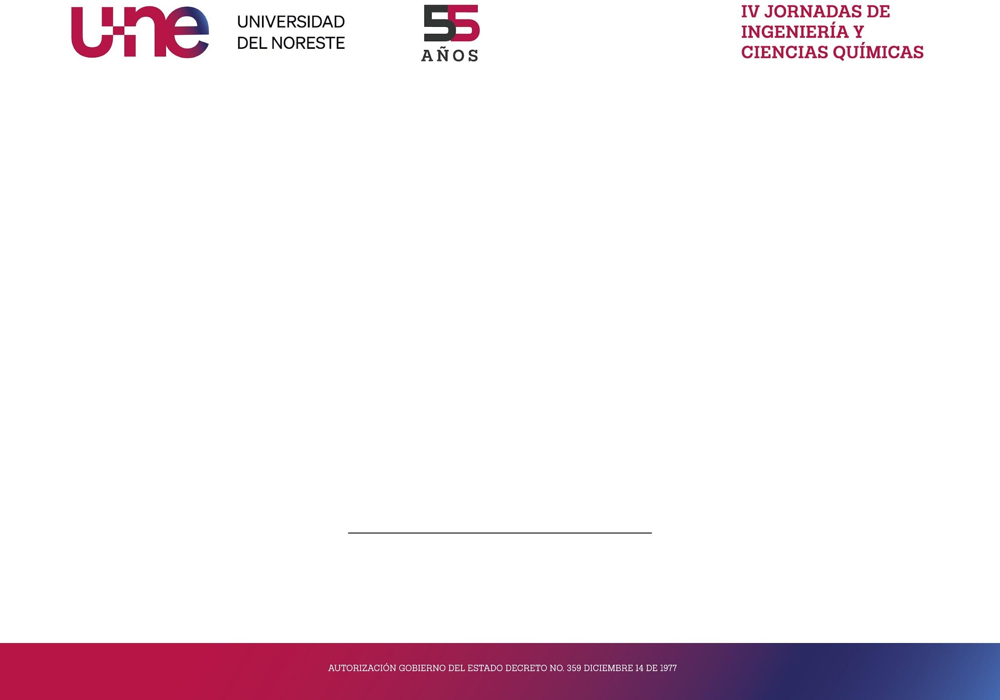 une
UNIVERSIDAD
DEL NORESTE
55
AÑOS
IV JORNADAS DE
INGENIERÍA Y
CIENCIAS QUÍMICAS
AUTORIZACIÓN GOBIERNO DEL ESTADO DECRETO NO. 359 DICIEMBRE 14 DE 1977